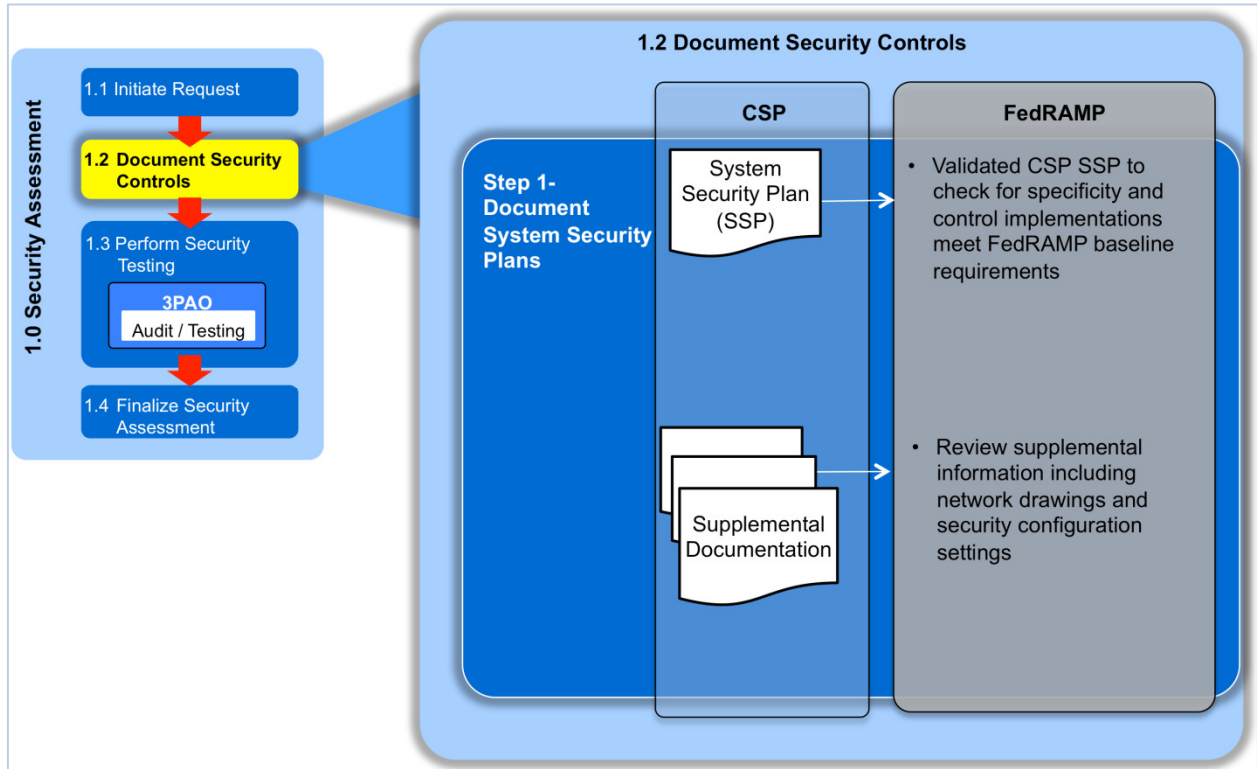 1.0 Security Assessment
1.1 Initiate Request
1.2 Document Security
Controls
1.3 Perform Security
Testing
3PAO
Audit / Testing
1.4 Finalize Security
Assessment
1.2 Document Security Controls
CSP
FedRAMP
Step 1-
Document
System Security
Plans
System
Security Plan
(SSP)
• Validated CSP SSP to
check for specificity and
control implementations
meet FedRAMP baseline
requirements
Supplemental
Documentation
• Review supplemental
information including
network drawings and
security configuration
settings